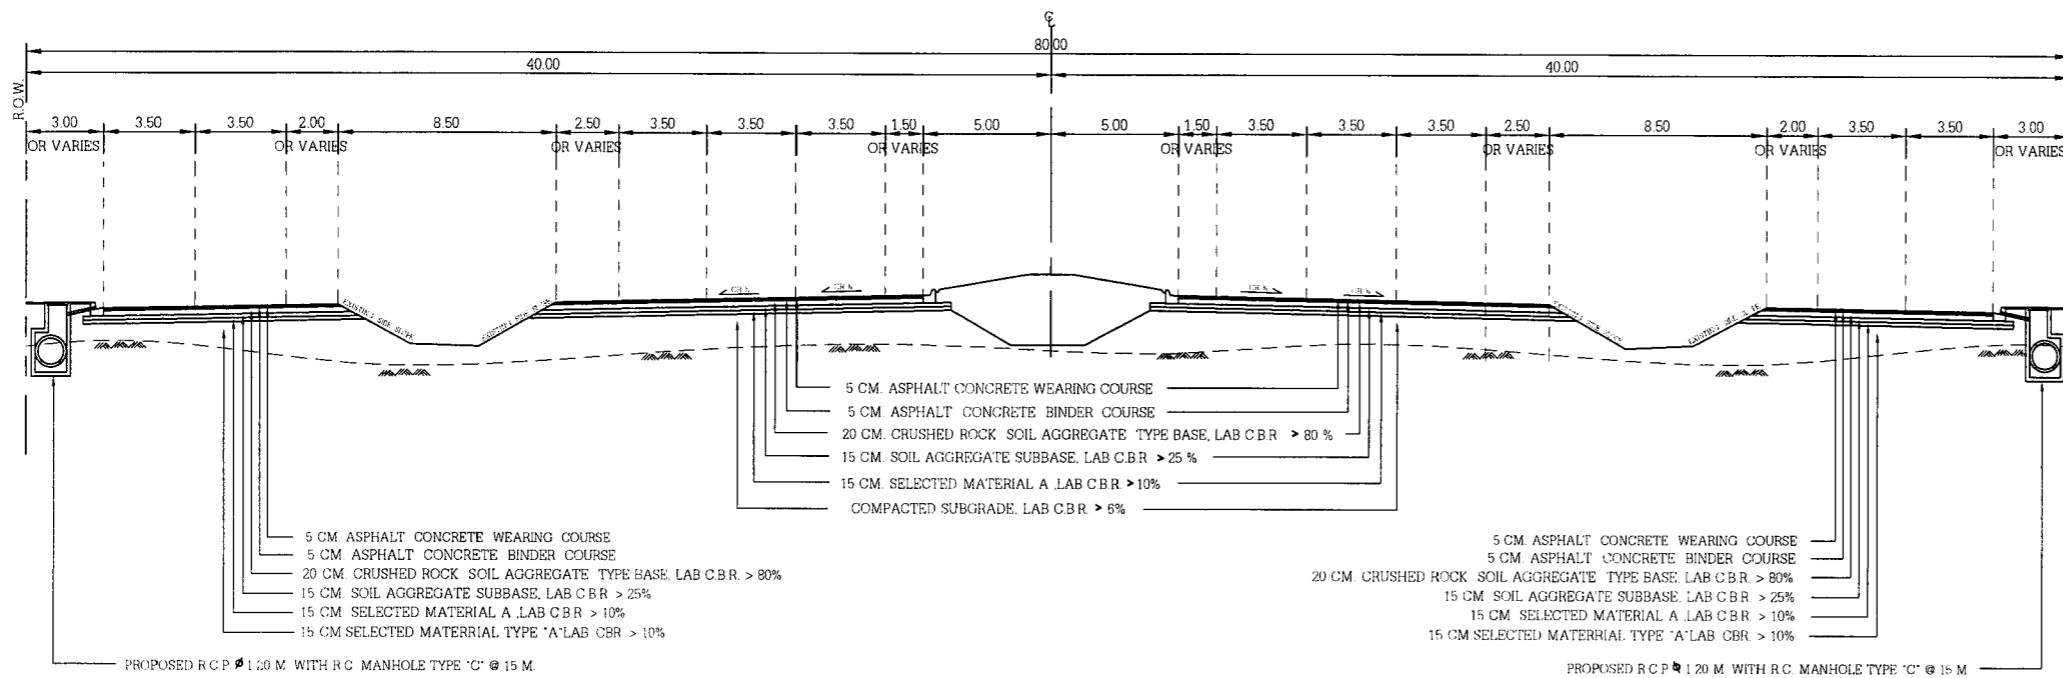 ℄
80.00
40.00 40.00
R.O.W.
3.00 3.50 3.50 2.00 8.50 2.50 3.50 3.50 3.50 1.50 5.00 5.00 1.50 3.50 3.50 3.50 2.50 8.50 2.00 3.50 3.50 3.00
OR VARIES OR VARIES OR VARIES OR VARIES OR VARIES OR VARIES OR VARIES OR VARIES
EXISTING SIDE SLOPE EXISTING SIDE SLOPE
5 CM. ASPHALT CONCRETE WEARING COURSE
5 CM. ASPHALT CONCRETE BINDER COURSE
20 CM. CRUSHED ROCK SOIL AGGREGATE TYPE BASE, LAB C.B.R > 80 %
15 CM. SOIL AGGREGATE SUBBASE, LAB C.B.R > 25 %
15 CM. SELECTED MATERIAL A ,LAB C.B.R. > 10%
COMPACTED SUBGRADE, LAB C.B.R. > 6%
5 CM. ASPHALT CONCRETE WEARING COURSE
5 CM. ASPHALT CONCRETE BINDER COURSE
20 CM. CRUSHED ROCK SOIL AGGREGATE TYPE BASE, LAB C.B.R. > 80%
15 CM. SOIL AGGREGATE SUBBASE, LAB C.B.R > 25%
15 CM. SELECTED MATERIAL A ,LAB C.B.R > 10%
15 CM SELECTED MATERRIAL TYPE "A" LAB CBR > 10%
PROPOSED R.C.P. Ø 1.20 M. WITH R.C. MANHOLE TYPE "C" @ 15 M.
5 CM. ASPHALT CONCRETE WEARING COURSE
5 CM. ASPHALT CONCRETE BINDER COURSE
20 CM. CRUSHED ROCK SOIL AGGREGATE TYPE BASE, LAB C.B.R. > 80%
15 CM. SOIL AGGREGATE SUBBASE, LAB C.B.R. > 25%
15 CM. SELECTED MATERIAL A ,LAB C.B.R. > 10%
15 CM.SELECTED MATERRIAL TYPE "A" LAB CBR. > 10%
PROPOSED R.C.P. Ø 1.20 M. WITH R.C. MANHOLE TYPE "C" @ 15 M